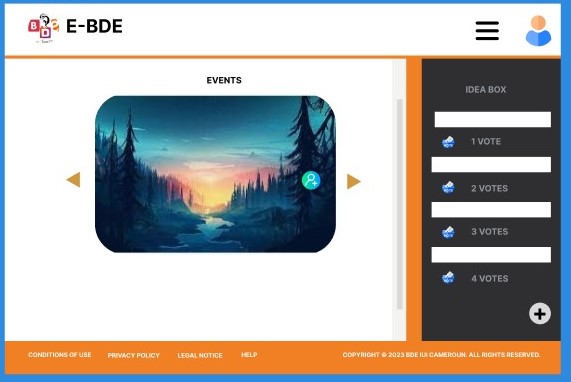 E-BDE
EVENTS
IDEA BOX
1 VOTE
2 VOTES
3 VOTES
4 VOTES
CONDITIONS OF USE
PRIVACY POLICY
LEGAL NOTICE
HELP
COPYRIGHT © 2023 BDE IUI CAMEROUN. ALL RIGHTS RESERVED.